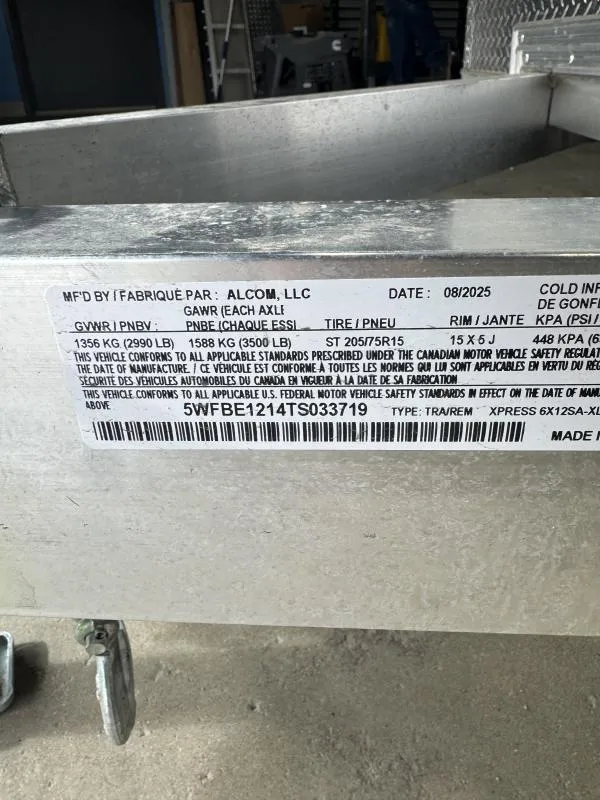 MF'D BY / FABRIQUÉ PAR : ALCOM, LLC DATE : 08/2025 COLD INF
GAWR (EACH AXLE DE GONFL
GVWR / PNBV : PNBE (CHAQUE ESSI TIRE / PNEU RIM / JANTE KPA (PSI /
1356 KG (2990 LB) 1588 KG (3500 LB) ST 205/75R15 15 X 5 J 448 KPA (6
THIS VEHICLE CONFORMS TO ALL APPLICABLE STANDARDS PRESCRIBED UNDER THE CANADIAN MOTOR VEHICLE SAFETY REGULAT
THE DATE OF MANUFACTURE. / CE VÉHICULE EST CONFORME À TOUTES LES NORMES QUI LUI SONT APPLICABLES EN VERTU DU RÈ
SÉCURITÉ DES VÉHICULES AUTOMOBILES DU CANADA EN VIGUEUR À LA DATE DE SA FABRICATION
THIS VEHICLE CONFORMS TO ALL APPLICABLE U.S. FEDERAL MOTOR VEHICLE SAFETY STANDARDS IN EFFECT ON THE DATE OF MANU
ABOVE 5WFBE1214TS033719 TYPE: TRA/REM XPRESS 6X12SA-XL
MADE IN